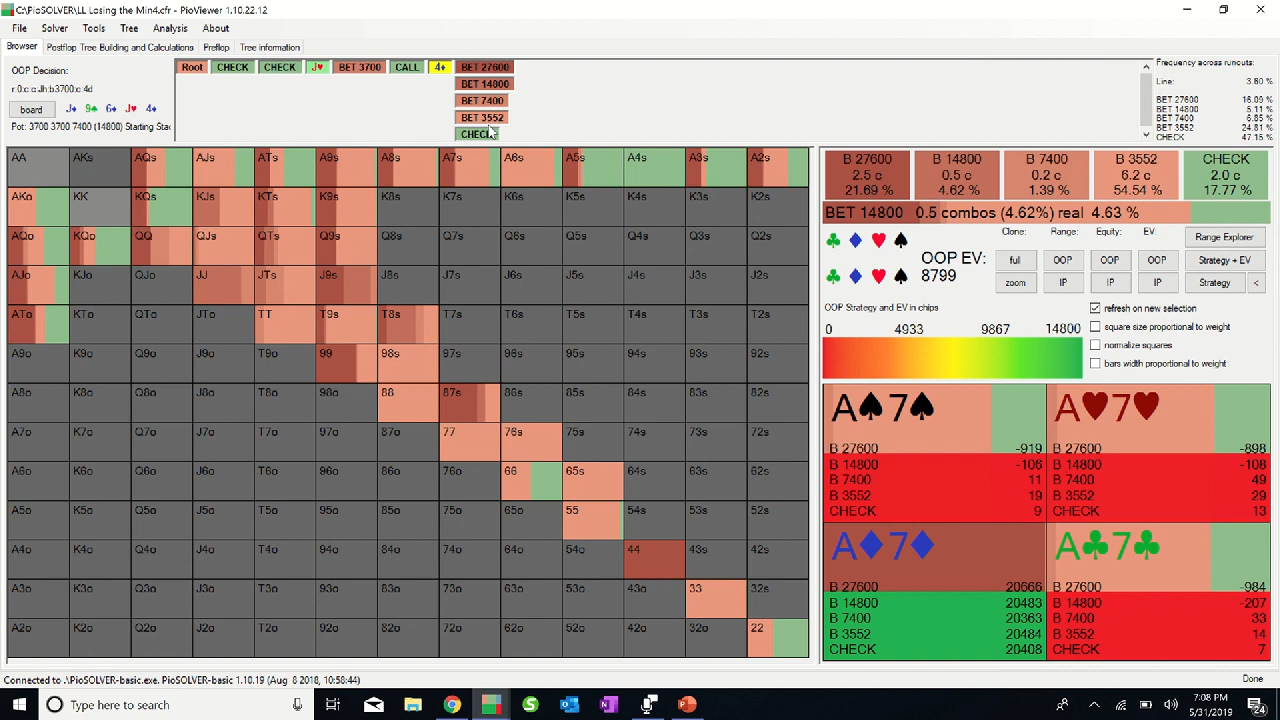 C:\PioSOLVER\LL Losing the Min4.cfr - PioViewer 1.10.22.12
File Solver Tools Tree Analysis About
Browser Postflop Tree Building and Calculations Preflop Tree information
OOP Decision:
r:0:c:c:Jh:b3700:c:4d
board J♦ 9♣ 6♦ J♥ 4♦
Pot: 3700 3700 7400 (14800) Starting Stac
Root CHECK CHECK J♥ BET 3700 CALL 4♦ BET 27600
BET 14800
BET 7400
BET 3552
CHECK
Frequency across runouts:
Line: 3.60 %
BET 27600 16.09 %
BET 14800 5.11 %
BET 7400 6.85 %
BET 3552 24.81 %
CHECK 47.15 %
AA AKs AQs AJs ATs A9s A8s A7s A6s A5s A4s A3s A2s
AKo KK KQs KJs KTs K9s K8s K7s K6s K5s K4s K3s K2s
AQo KQo QQ QJs QTs Q9s Q8s Q7s Q6s Q5s Q4s Q3s Q2s
AJo KJo QJo JJ JTs J9s J8s J7s J6s J5s J4s J3s J2s
ATo KTo QTo JTo TT T9s T8s T7s T6s T5s T4s T3s T2s
A9o K9o Q9o J9o T9o 99 98s 97s 96s 95s 94s 93s 92s
A8o K8o Q8o J8o T8o 98o 88 87s 86s 85s 84s 83s 82s
A7o K7o Q7o J7o T7o 97o 87o 77 76s 75s 74s 73s 72s
A6o K6o Q6o J6o T6o 96o 86o 76o 66 65s 64s 63s 62s
A5o K5o Q5o J5o T5o 95o 85o 75o 65o 55 54s 53s 52s
A4o K4o Q4o J4o T4o 94o 84o 74o 64o 54o 44 43s 42s
A3o K3o Q3o J3o T3o 93o 83o 73o 63o 53o 43o 33 32s
A2o K2o Q2o J2o T2o 92o 82o 72o 62o 52o 42o 32o 22
B 27600 B 14800 B 7400 B 3552 CHECK
2.5 c 0.5 c 0.2 c 6.2 c 2.0 c
21.69 % 4.62 % 1.39 % 54.54 % 17.77 %
BET 14800 0.5 combos (4.62%) real 4.63 %
♣ ♦ ♥ ♠
♣ ♦ ♥ ♠
OOP EV:
8799
Clone: Range: Equity: EV:
full OOP OOP OOP
zoom IP IP IP
Range Explorer
Strategy + EV
Strategy <
OOP Strategy and EV in chips
0 4933 9867 14800
refresh on new selection
square size proportional to weight
normalize squares
bars width proportional to weight
A♠7♠
B 27600 -919
B 14800 -106
B 7400 11
B 3552 19
CHECK 9
A♥7♥
B 27600 -898
B 14800 -108
B 7400 49
B 3552 29
CHECK 13
A♦7♦
B 27600 20666
B 14800 20483
B 7400 20363
B 3552 20484
CHECK 20408
A♣7♣
B 27600 -984
B 14800 -207
B 7400 33
B 3552 14
CHECK 7
Connected to .\PioSOLVER-basic.exe. PioSOLVER-basic 1.10.19 (Aug 6 2018, 10:58:44) Done
Type here to search
7:08 PM
5/31/2019
24